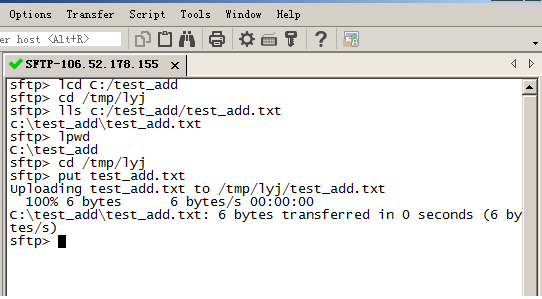 Options Transfer Script Tools Window Help
er host <Alt+R>
SFTP-106.52.178.155
sftp> lcd C:/test_add
sftp> cd /tmp/lyj
sftp> lls c:/test_add/test_add.txt
c:\test_add\test_add.txt
sftp> lpwd
C:\test_add
sftp> cd /tmp/lyj
sftp> put test_add.txt
Uploading test_add.txt to /tmp/lyj/test_add.txt
100% 6 bytes 6 bytes/s 00:00:00
C:\test_add\test_add.txt: 6 bytes transferred in 0 seconds (6 by
tes/s)
sftp>